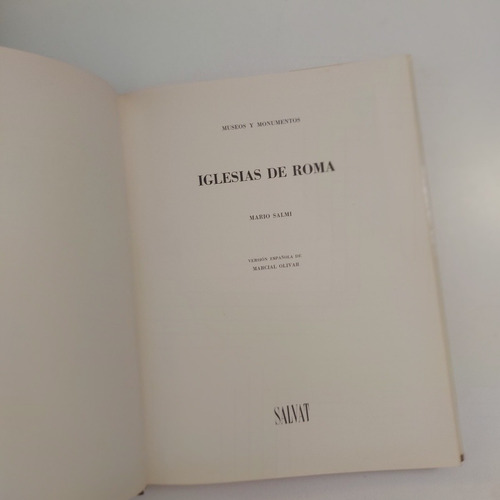 MUSEOS Y MONUMENTOS
IGLESIAS DE ROMA
MARIO SALMI
VERSIÓN ESPAÑOLA DE
MARCIAL OLIVAR
SALVAT